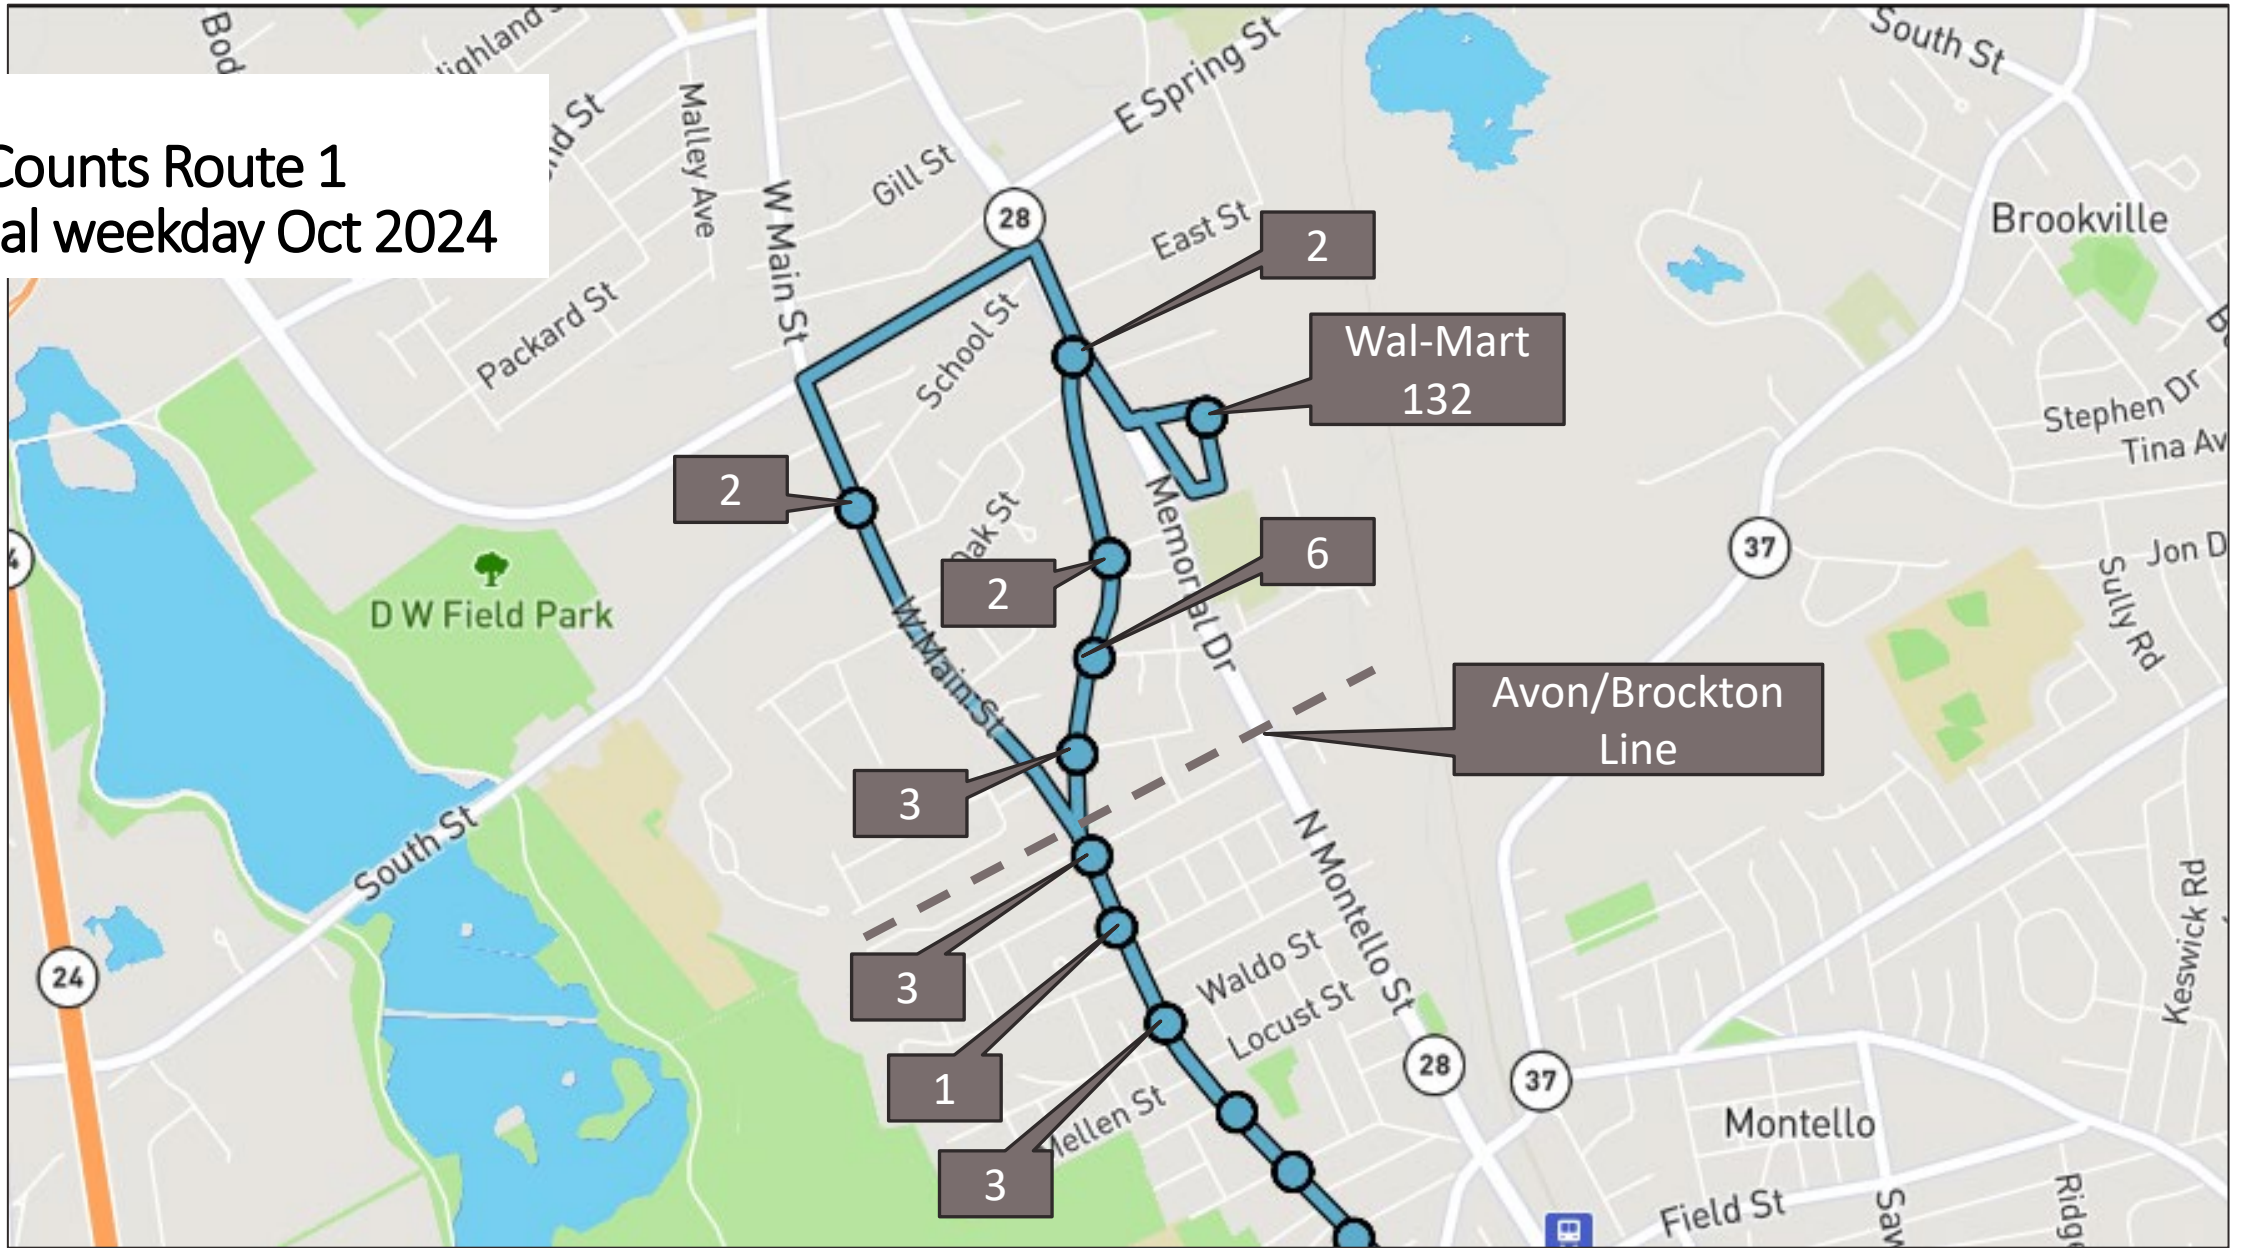 Counts Route 1
al weekday Oct 2024
South St
E Spring St
Malley Ave
W Main St
Gill St
28
East St
2
Brookville
Packard St
School St
Wal-Mart
132
Stephen Dr
Tina Av
2
Oak St
Memorial Dr
6
37
Jon D
Sully Rd
2
D W Field Park
W Main St
Avon/Brockton
Line
3
South St
N Montello St
Keswick Rd
24
3
Waldo St
Locust St
1
28
37
Mellen St
Montello
3
Field St
Ridge